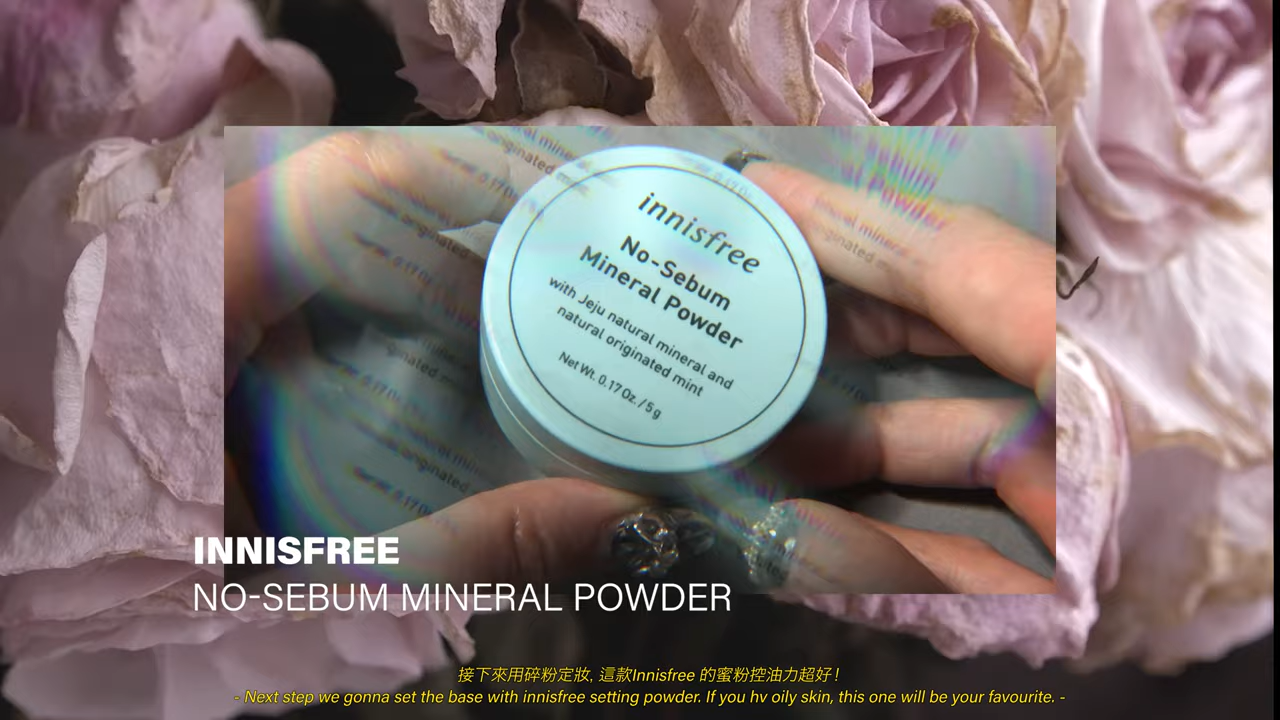 innisfree
No-Sebum
Mineral Powder
with Jeju natural mineral and
natural originated mint
Net Wt. 0.17 Oz. / 5 g
INNISFREE
NO-SEBUM MINERAL POWDER
接下來用碎粉定妝, 這款Innisfree 的蜜粉控油力超好 !
- Next step we gonna set the base with innisfree setting powder. If you hv oily skin, this one will be your favourite. -